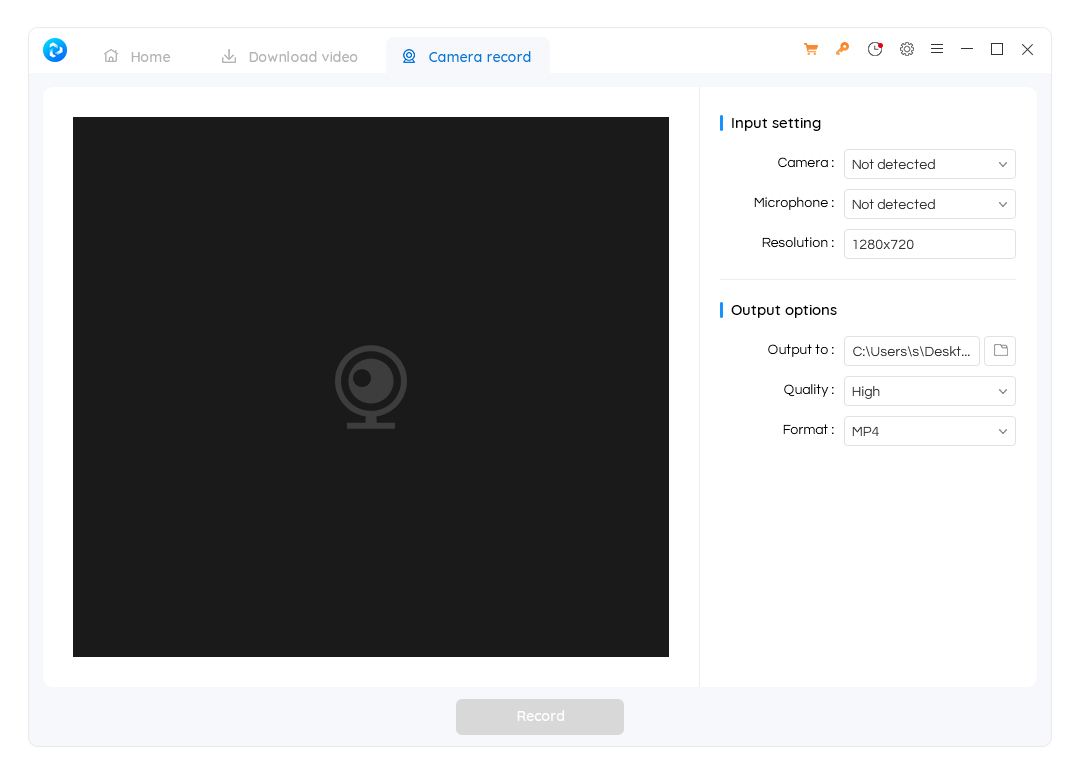 Home
Download video
Camera record
Input setting
Camera :
Not detected
Microphone :
Not detected
Resolution :
1280x720
Output options
Output to :
C:\Users\s\Deskt...
Quality :
High
Format :
MP4
Record